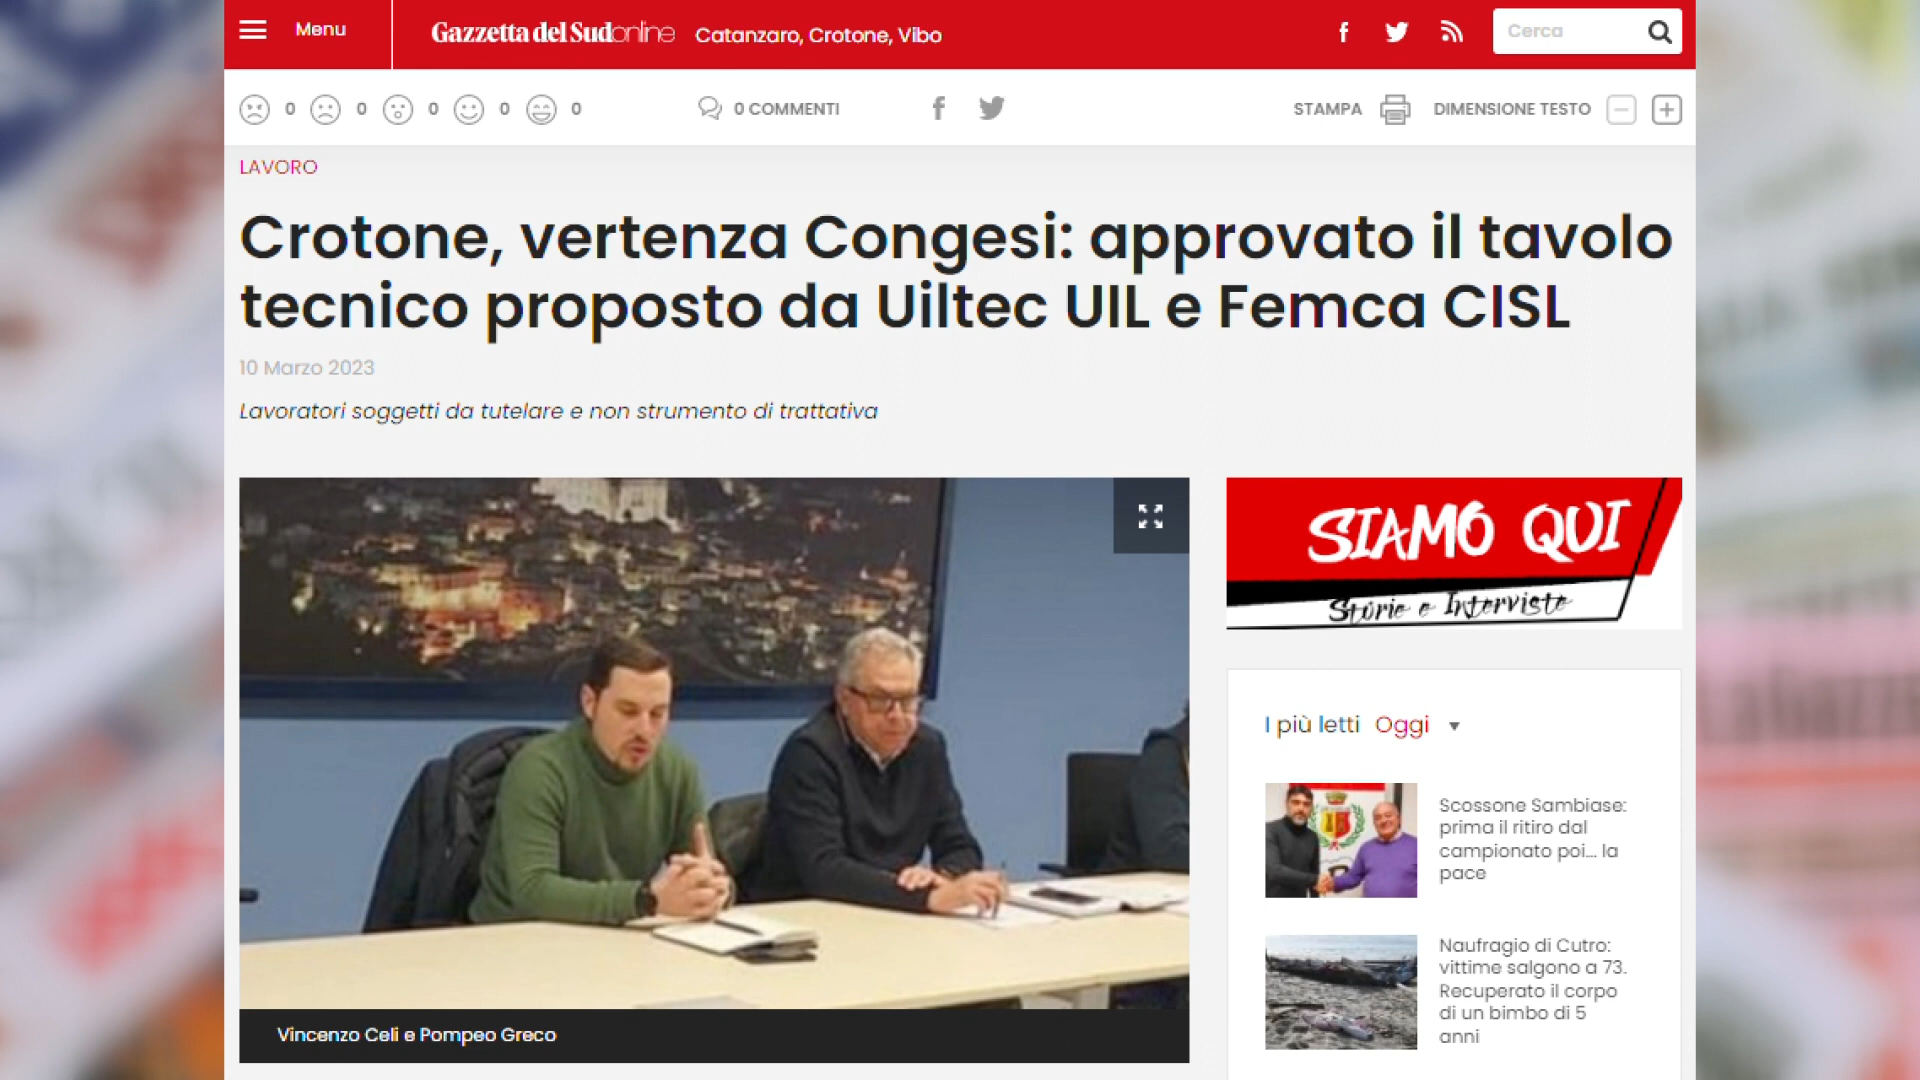 Menu
Gazzetta del Sud online
Catanzaro, Crotone, Vibo
Cerca
0 0 0 0 0
0 COMMENTI
STAMPA
DIMENSIONE TESTO
LAVORO
Crotone, vertenza Congesi: approvato il tavolo
tecnico proposto da Uiltec UIL e Femca CISL
10 Marzo 2023
Lavoratori soggetti da tutelare e non strumento di trattativa
SIAMO QUI
Storie e Interviste
I più letti Oggi
Scossone Sambiase:
prima il ritiro dal
campionato poi... la
pace
Naufragio di Cutro:
vittime salgono a 73.
Recuperato il corpo
di un bimbo di 5
anni
Vincenzo Celi e Pompeo Greco